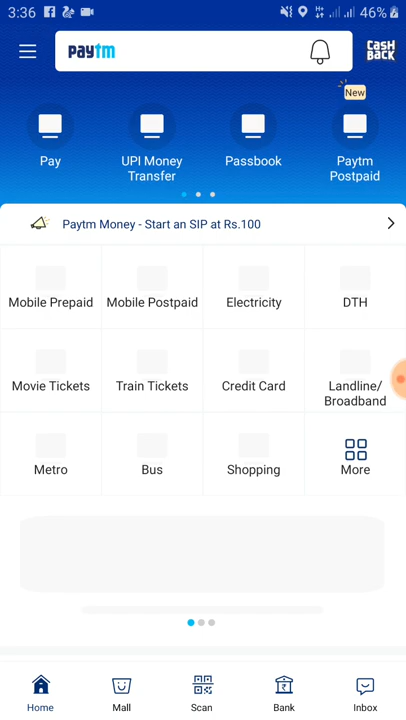 3:36
46%
paytm
CASH
BACK
New
Pay
UPI Money
Transfer
Passbook
Paytm
Postpaid
Paytm Money - Start an SIP at Rs.100
Mobile Prepaid
Mobile Postpaid
Electricity
DTH
Movie Tickets
Train Tickets
Credit Card
Landline/
Broadband
Metro
Bus
Shopping
More
Home
Mall
Scan
Bank
Inbox